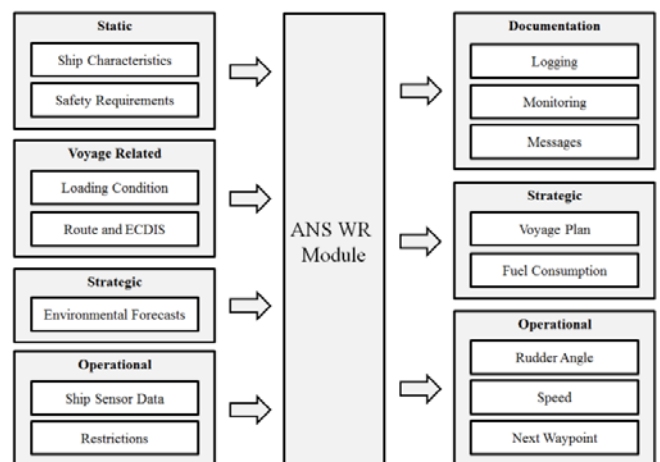 Static
Ship Characteristics
Safety Requirements
Voyage Related
Loading Condition
Route and ECDIS
Strategic
Environmental Forecasts
Operational
Ship Sensor Data
Restrictions
ANS WR
Module
Documentation
Logging
Monitoring
Messages
Strategic
Voyage Plan
Fuel Consumption
Operational
Rudder Angle
Speed
Next Waypoint